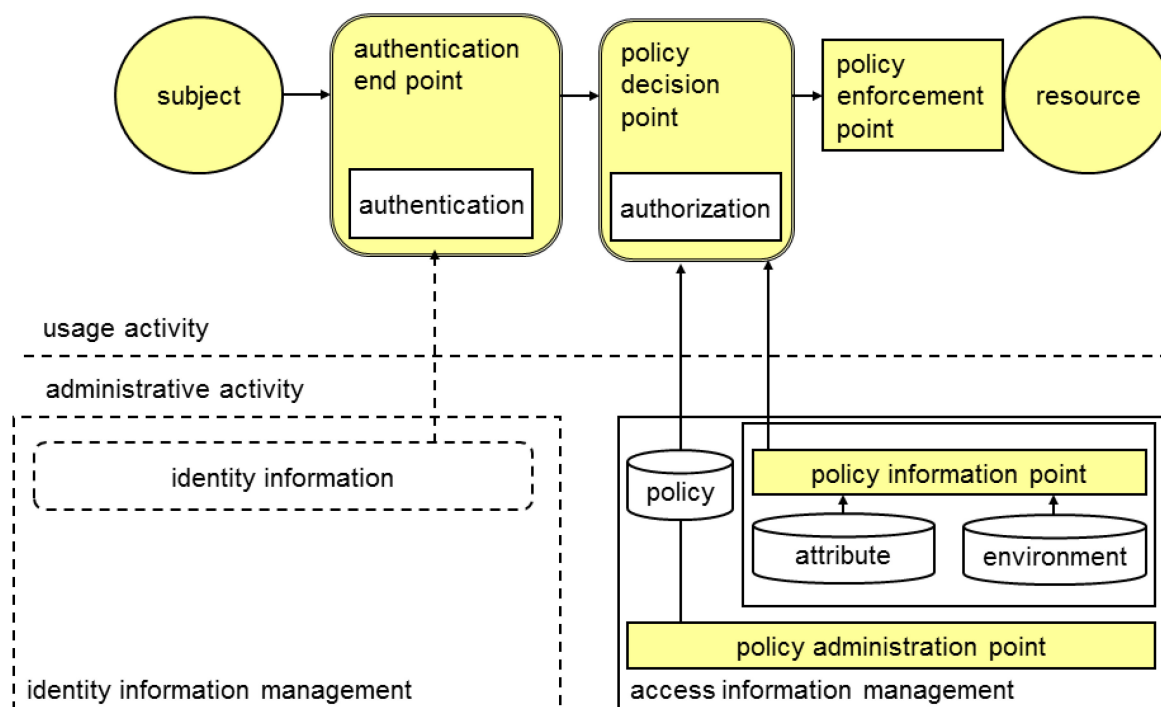 subject
authentication
end point
authentication
policy
decision
point
authorization
policy
enforcement
point
resource
usage activity
administrative activity
identity information
identity information management
policy
policy information point
attribute
environment
policy administration point
access information management